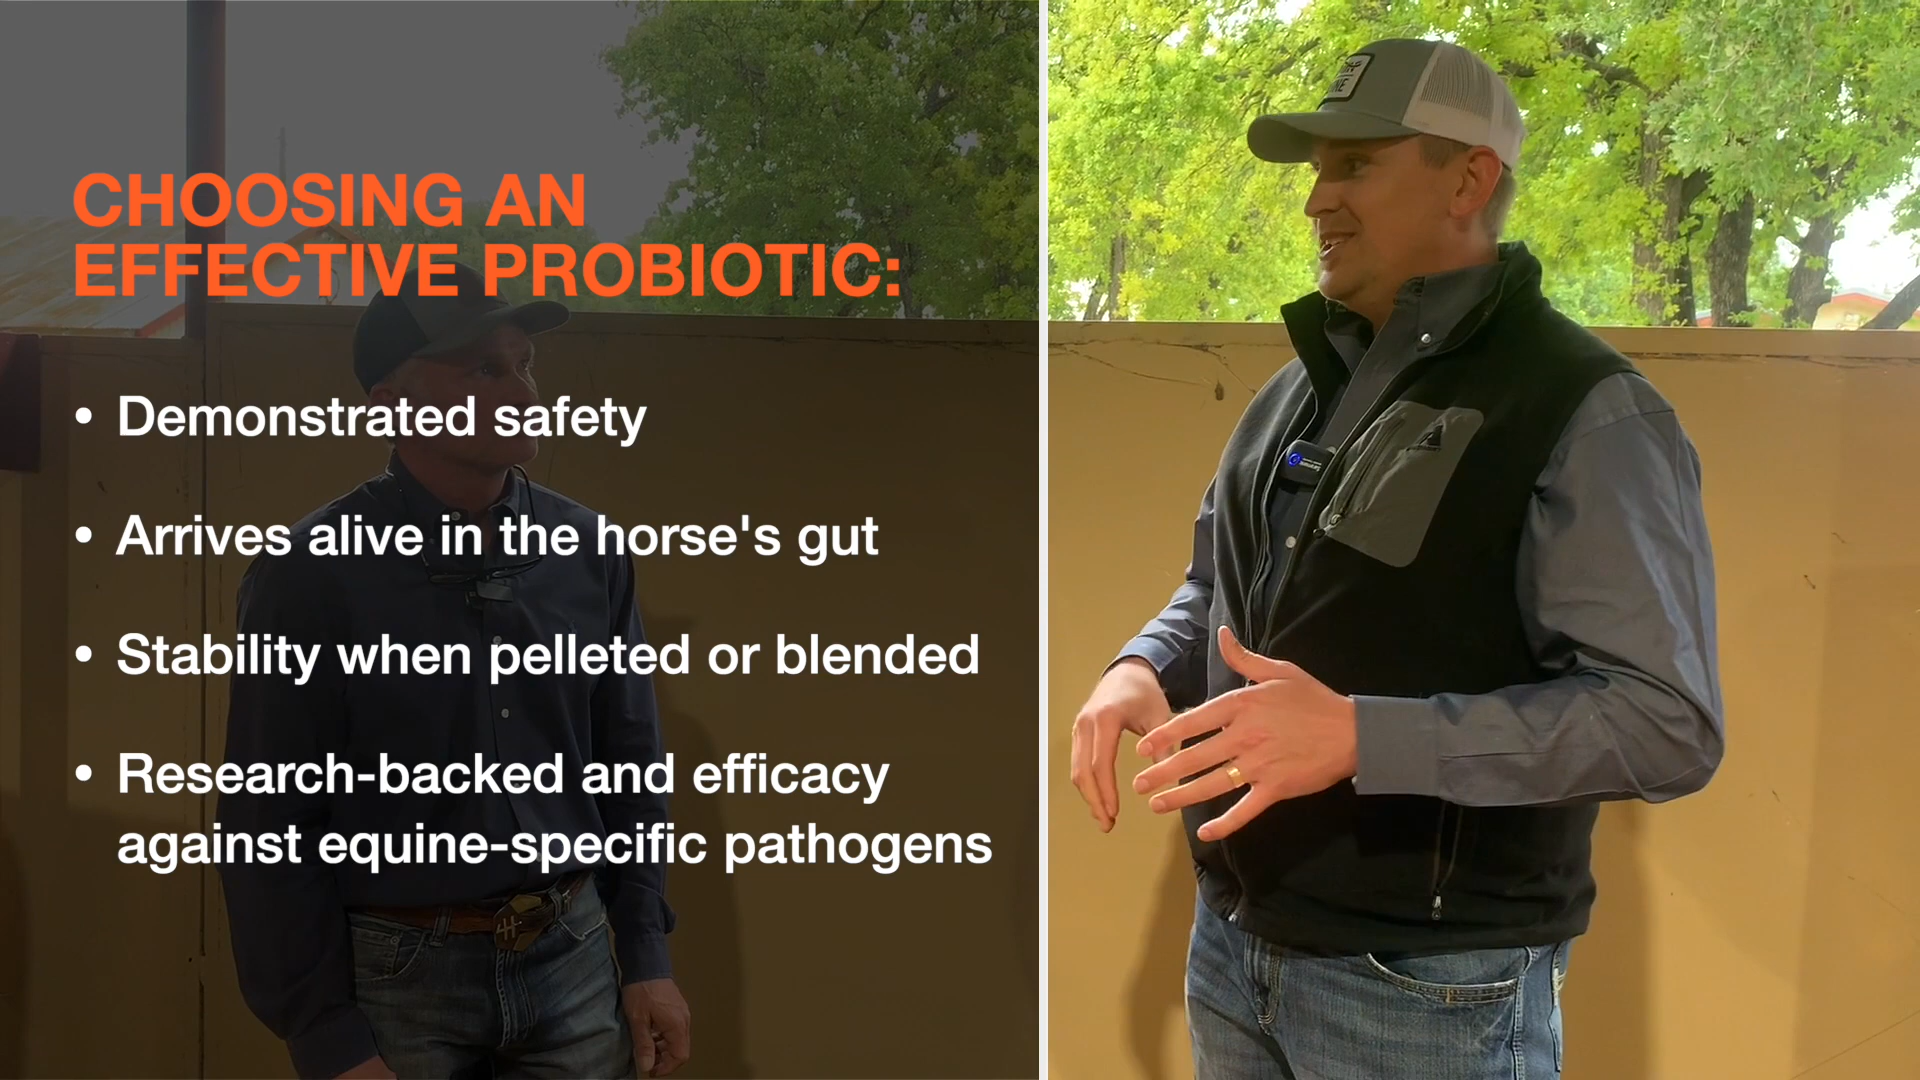 CHOOSING AN
EFFECTIVE PROBIOTIC:
• Demonstrated safety
• Arrives alive in the horse's gut
• Stability when pelleted or blended
• Research-backed and efficacy
against equine-specific pathogens